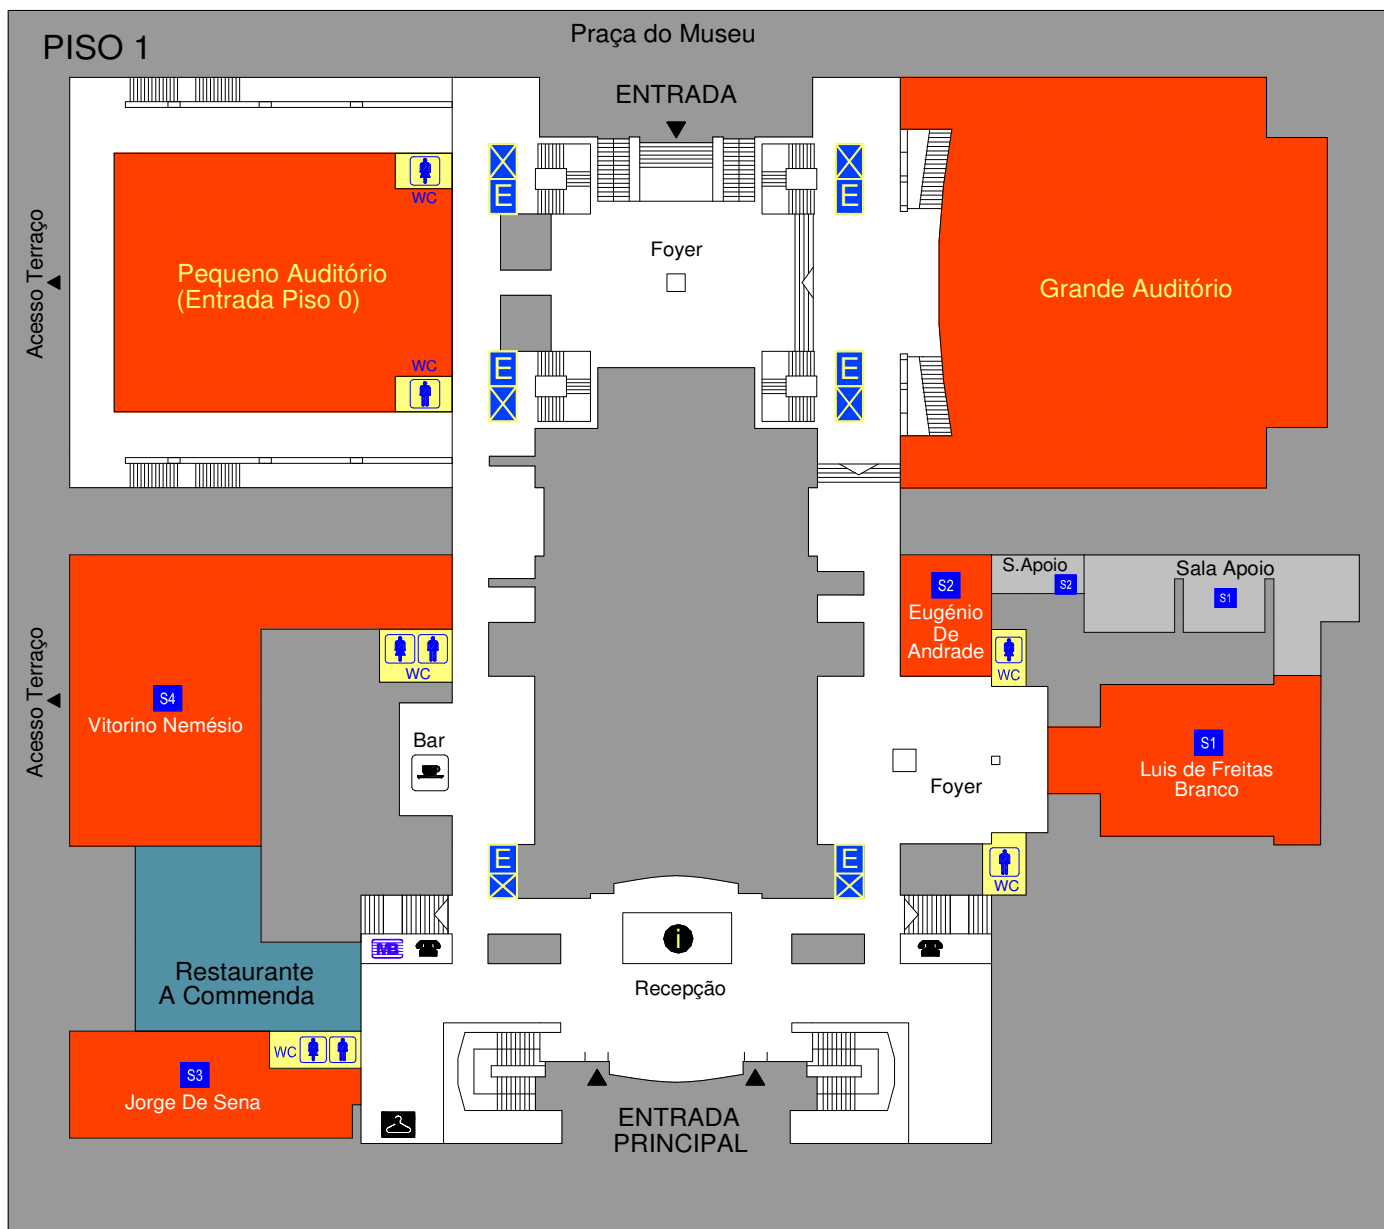 PISO 1
Praça do Museu
ENTRADA
WC
E
E
Acesso Terraço
Pequeno Auditório
(Entrada Piso 0)
Foyer
Grande Auditório
WC
E
E
S.Apoio
S2
Sala Apoio
S1
S2
Eugénio
De
Andrade
WC
WC
Acesso Terraço
S4
Vitorino Nemésio
Bar
S1
Luis de Freitas
Branco
Foyer
E
E
WC
MB
i
Restaurante
A Commenda
Recepção
WC
S3
Jorge De Sena
ENTRADA
PRINCIPAL